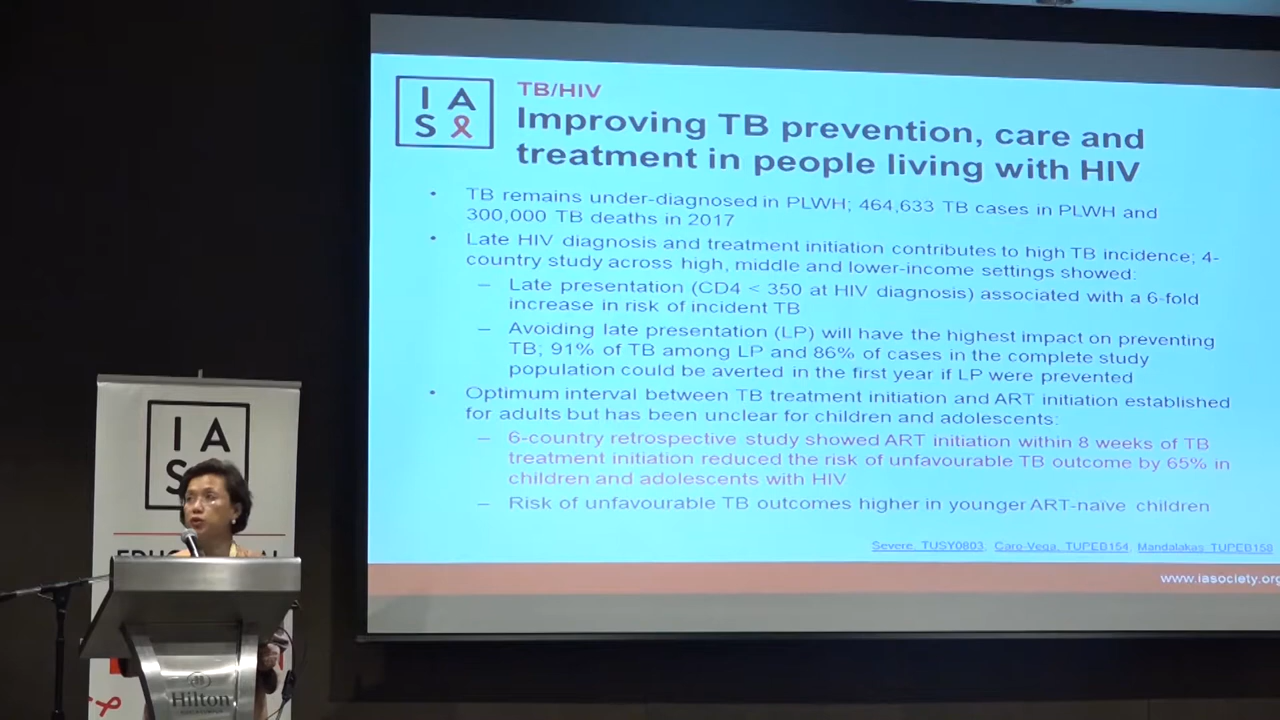 I A
S
TB/HIV
Improving TB prevention, care and
treatment in people living with HIV
• TB remains under-diagnosed in PLWH; 464,633 TB cases in PLWH and
300,000 TB deaths in 2017
• Late HIV diagnosis and treatment initiation contributes to high TB incidence; 4-
country study across high, middle and lower-income settings showed:
– Late presentation (CD4 < 350 at HIV diagnosis) associated with a 6-fold
increase in risk of incident TB
– Avoiding late presentation (LP) will have the highest impact on preventing
TB; 91% of TB among LP and 86% of cases in the complete study
population could be averted in the first year if LP were prevented
• Optimum interval between TB treatment initiation and ART initiation established
for adults but has been unclear for children and adolescents:
– 6-country retrospective study showed ART initiation within 8 weeks of TB
treatment initiation reduced the risk of unfavourable TB outcome by 65% in
children and adolescents with HIV
– Risk of unfavourable TB outcomes higher in younger ART-naïve children
Severe, TUSY0803, Caro-Vega, TUPEB154, Mandalakas TUPEB158
www.iasociety.org
I A
S
Hilton